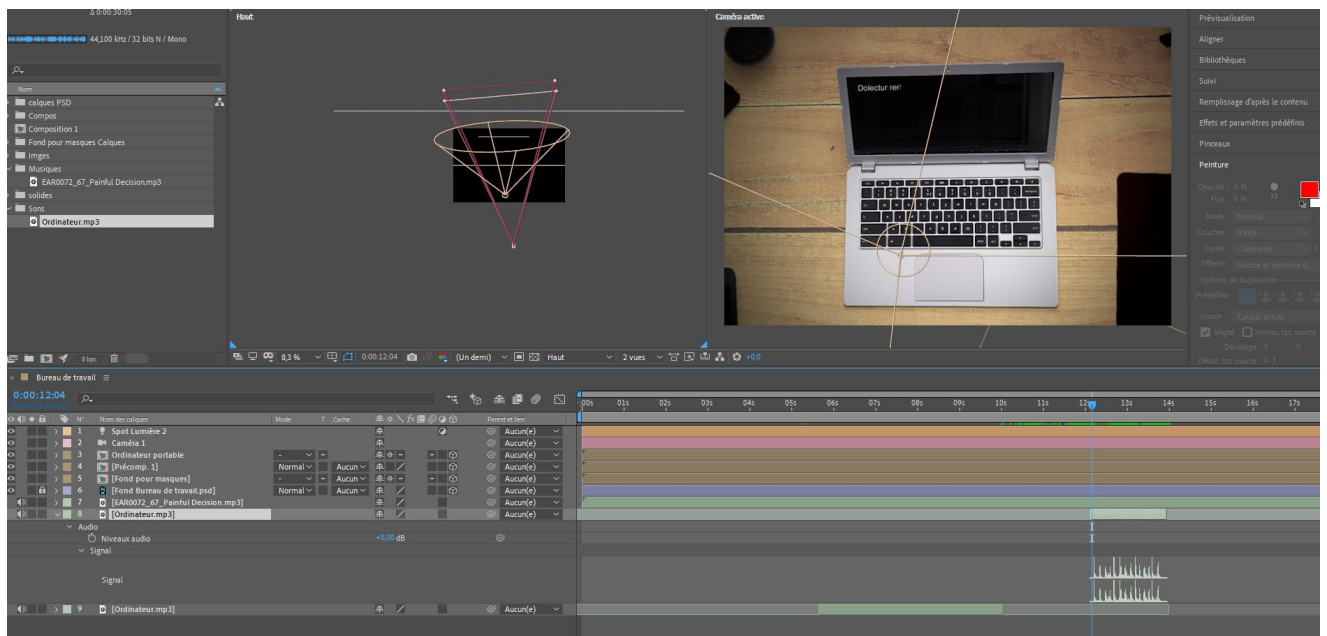 Δ 0:00:30:05
44,100 kHz / 32 bits N / Mono
Nom
calques PSD
Compos
Composition 1
Fond pour masques Calques
imges
Musiques
EAR0072_67_Painful Decision.mp3
solides
Sons
Ordinateur.mp3
8 bpc
Haut
Caméra active
Dolectur rer!
8,3 %
0:00:12:04
(Un demi)
Haut
2 vues
+0,0
Prévisualisation
Aligner
Bibliothèques
Suivi
Remplissage d'après le contenu
Effets et paramètres prédéfinis
Pinceaux
Peinture
Opacité : 0 %
Flux : 0 %
13
Mode : Normal
Couches : RVBA
Durée : Constante
Effacer : Source et peinture d...
Options de duplication
Prédéfinie :
Source : Calque actuel
Aligné
Verrou tps source
Décalage : 0 , 0
Décal. tps source : 0 f
Bureau de travail
0:00:12:04
00s 01s 02s 03s 04s 05s 06s 07s 08s 09s 10s 11s 12s 13s 14s 15s 16s 17s
N° Nom des calques Mode T Cache Parent et lien
1 Spot Lumière 2 Aucun(e)
2 Caméra 1 Aucun(e)
3 Ordinateur portable - Aucun(e)
4 [Précomp. 1] Normal Aucun Aucun(e)
5 [Fond pour masques] - Aucun Aucun(e)
6 [Fond Bureau de travail.psd] Normal Aucun Aucun(e)
7 [EAR0072_67_Painful Decision.mp3] Aucun(e)
8 [Ordinateur.mp3] Aucun(e)
Audio
Niveaux audio +8,00 dB
Signal
Signal
9 [Ordinateur.mp3] Aucun(e)